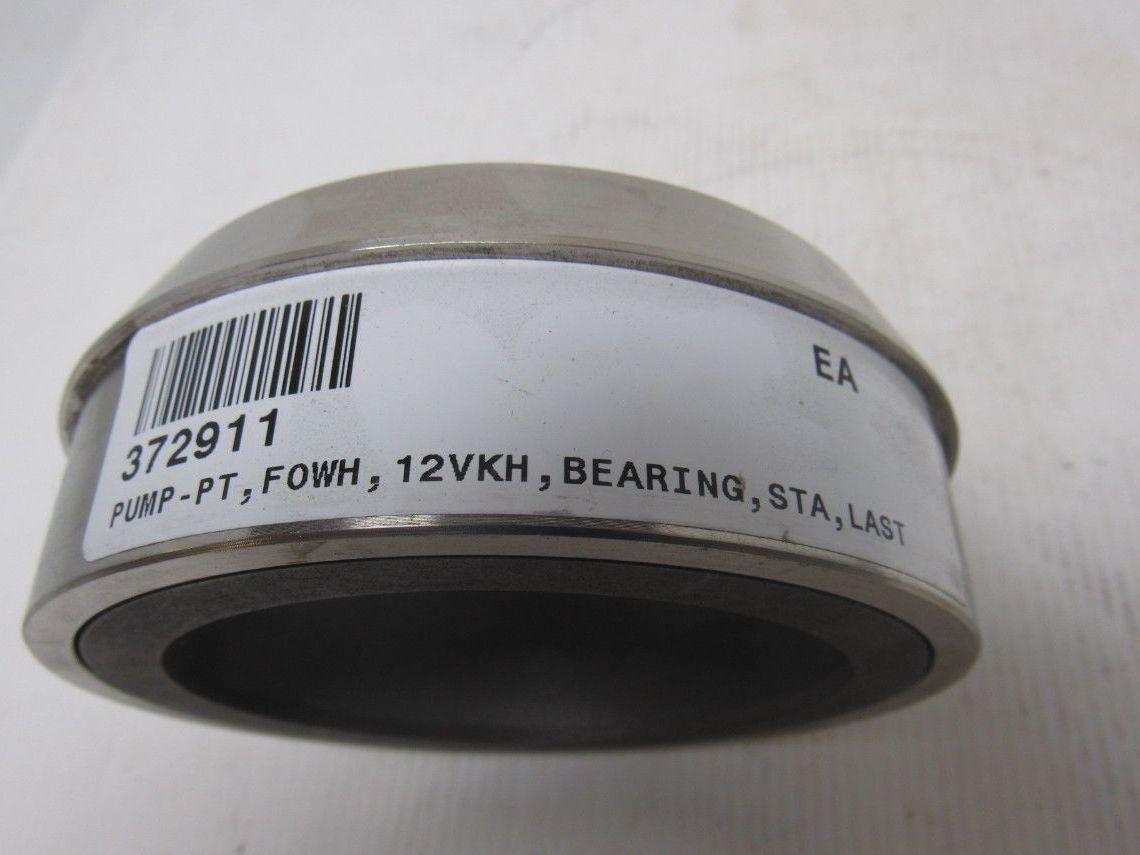 EA
372911
PUMP-PT,FOWH,12VKH,BEARING,STA,LAST